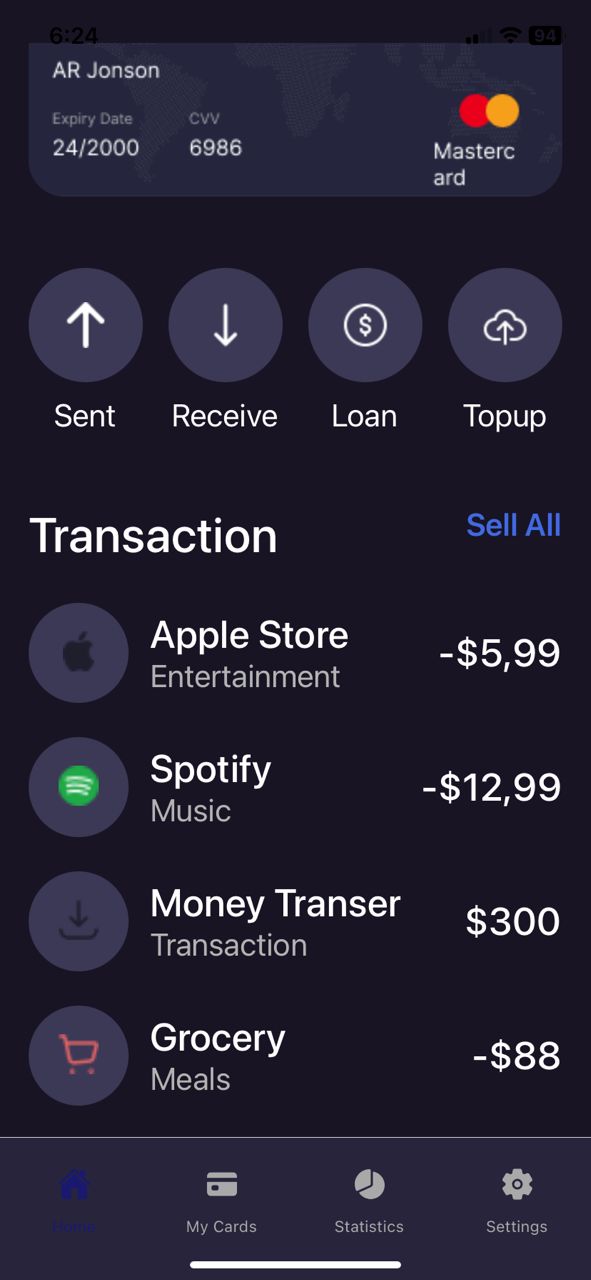 6:24
94
AR Jonson
Expiry Date
CVV
24/2000
6986
Masterc
ard
Sent
Receive
Loan
Topup
Transaction
Sell All
Apple Store
Entertainment
-$5,99
Spotify
Music
-$12,99
Money Transer
Transaction
$300
Grocery
Meals
-$88
Home
My Cards
Statistics
Settings